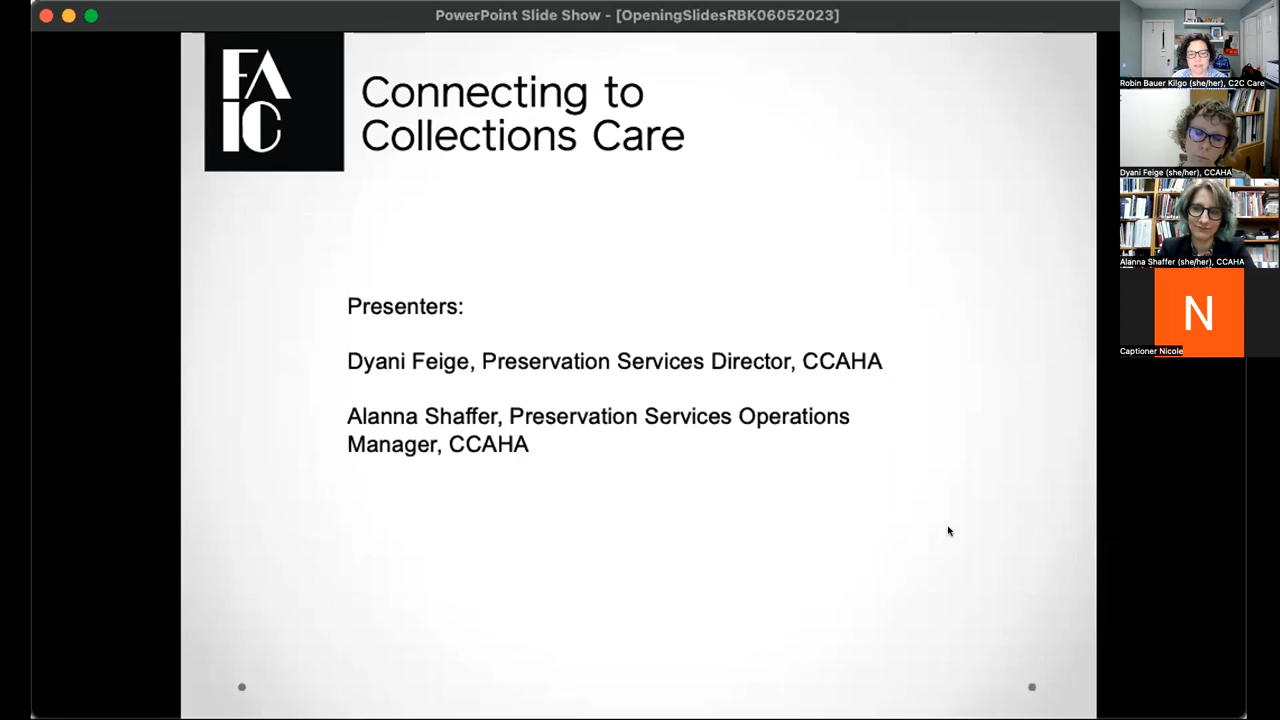 PowerPoint Slide Show - [OpeningSlidesRBK06052023]
FA
IC
Connecting to
Collections Care
Presenters:
Dyani Feige, Preservation Services Director, CCAHA
Alanna Shaffer, Preservation Services Operations
Manager, CCAHA
Robin Bauer Kilgo (she/her), C2C Care
Dyani Feige (she/her), CCAHA
Alanna Shaffer (she/her), CCAHA
N
Captioner Nicole